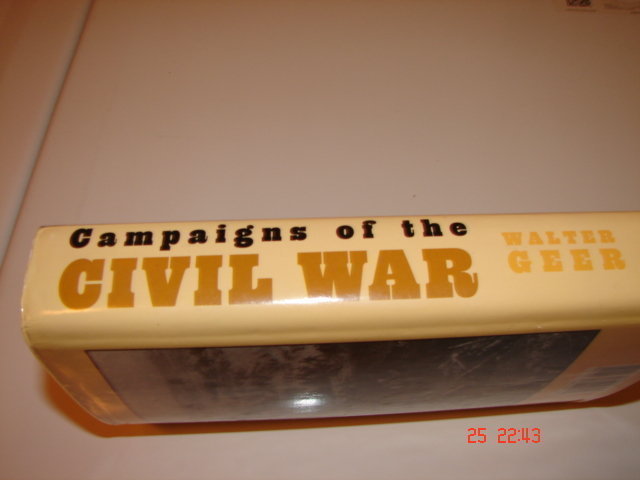 Campaigns of the
CIVIL WAR
WALTER
GEER
25 22:43